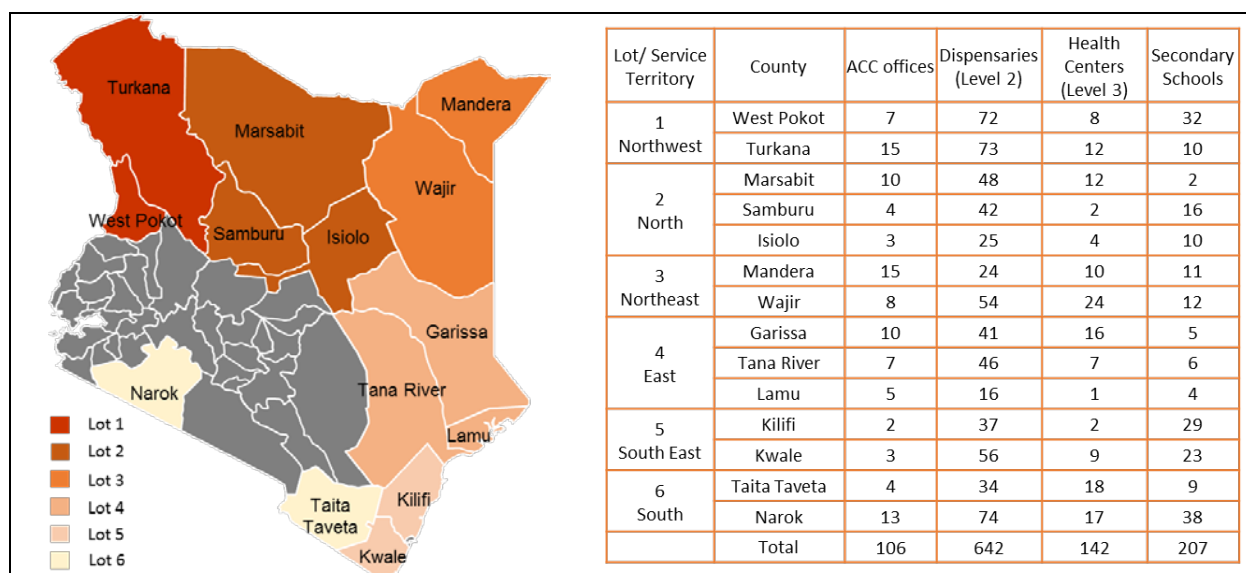 Turkana
Mandera
Marsabit
Wajir
West Pokot
Samburu
Isiolo
Garissa
Narok
Tana River
Lamu
Kilifi
Taita
Taveta
Kwale
Lot 1
Lot 2
Lot 3
Lot 4
Lot 5
Lot 6
Lot/ Service Territory County ACC offices Dispensaries (Level 2) Health Centers (Level 3) Secondary Schools
1 Northwest West Pokot 7 72 8 32
Turkana 15 73 12 10
2 North Marsabit 10 48 12 2
Samburu 4 42 2 16
Isiolo 3 25 4 10
3 Northeast Mandera 15 24 10 11
Wajir 8 54 24 12
4 East Garissa 10 41 16 5
Tana River 7 46 7 6
Lamu 5 16 1 4
5 South East Kilifi 2 37 2 29
Kwale 3 56 9 23
6 South Taita Taveta 4 34 18 9
Narok 13 74 17 38
Total 106 642 142 207